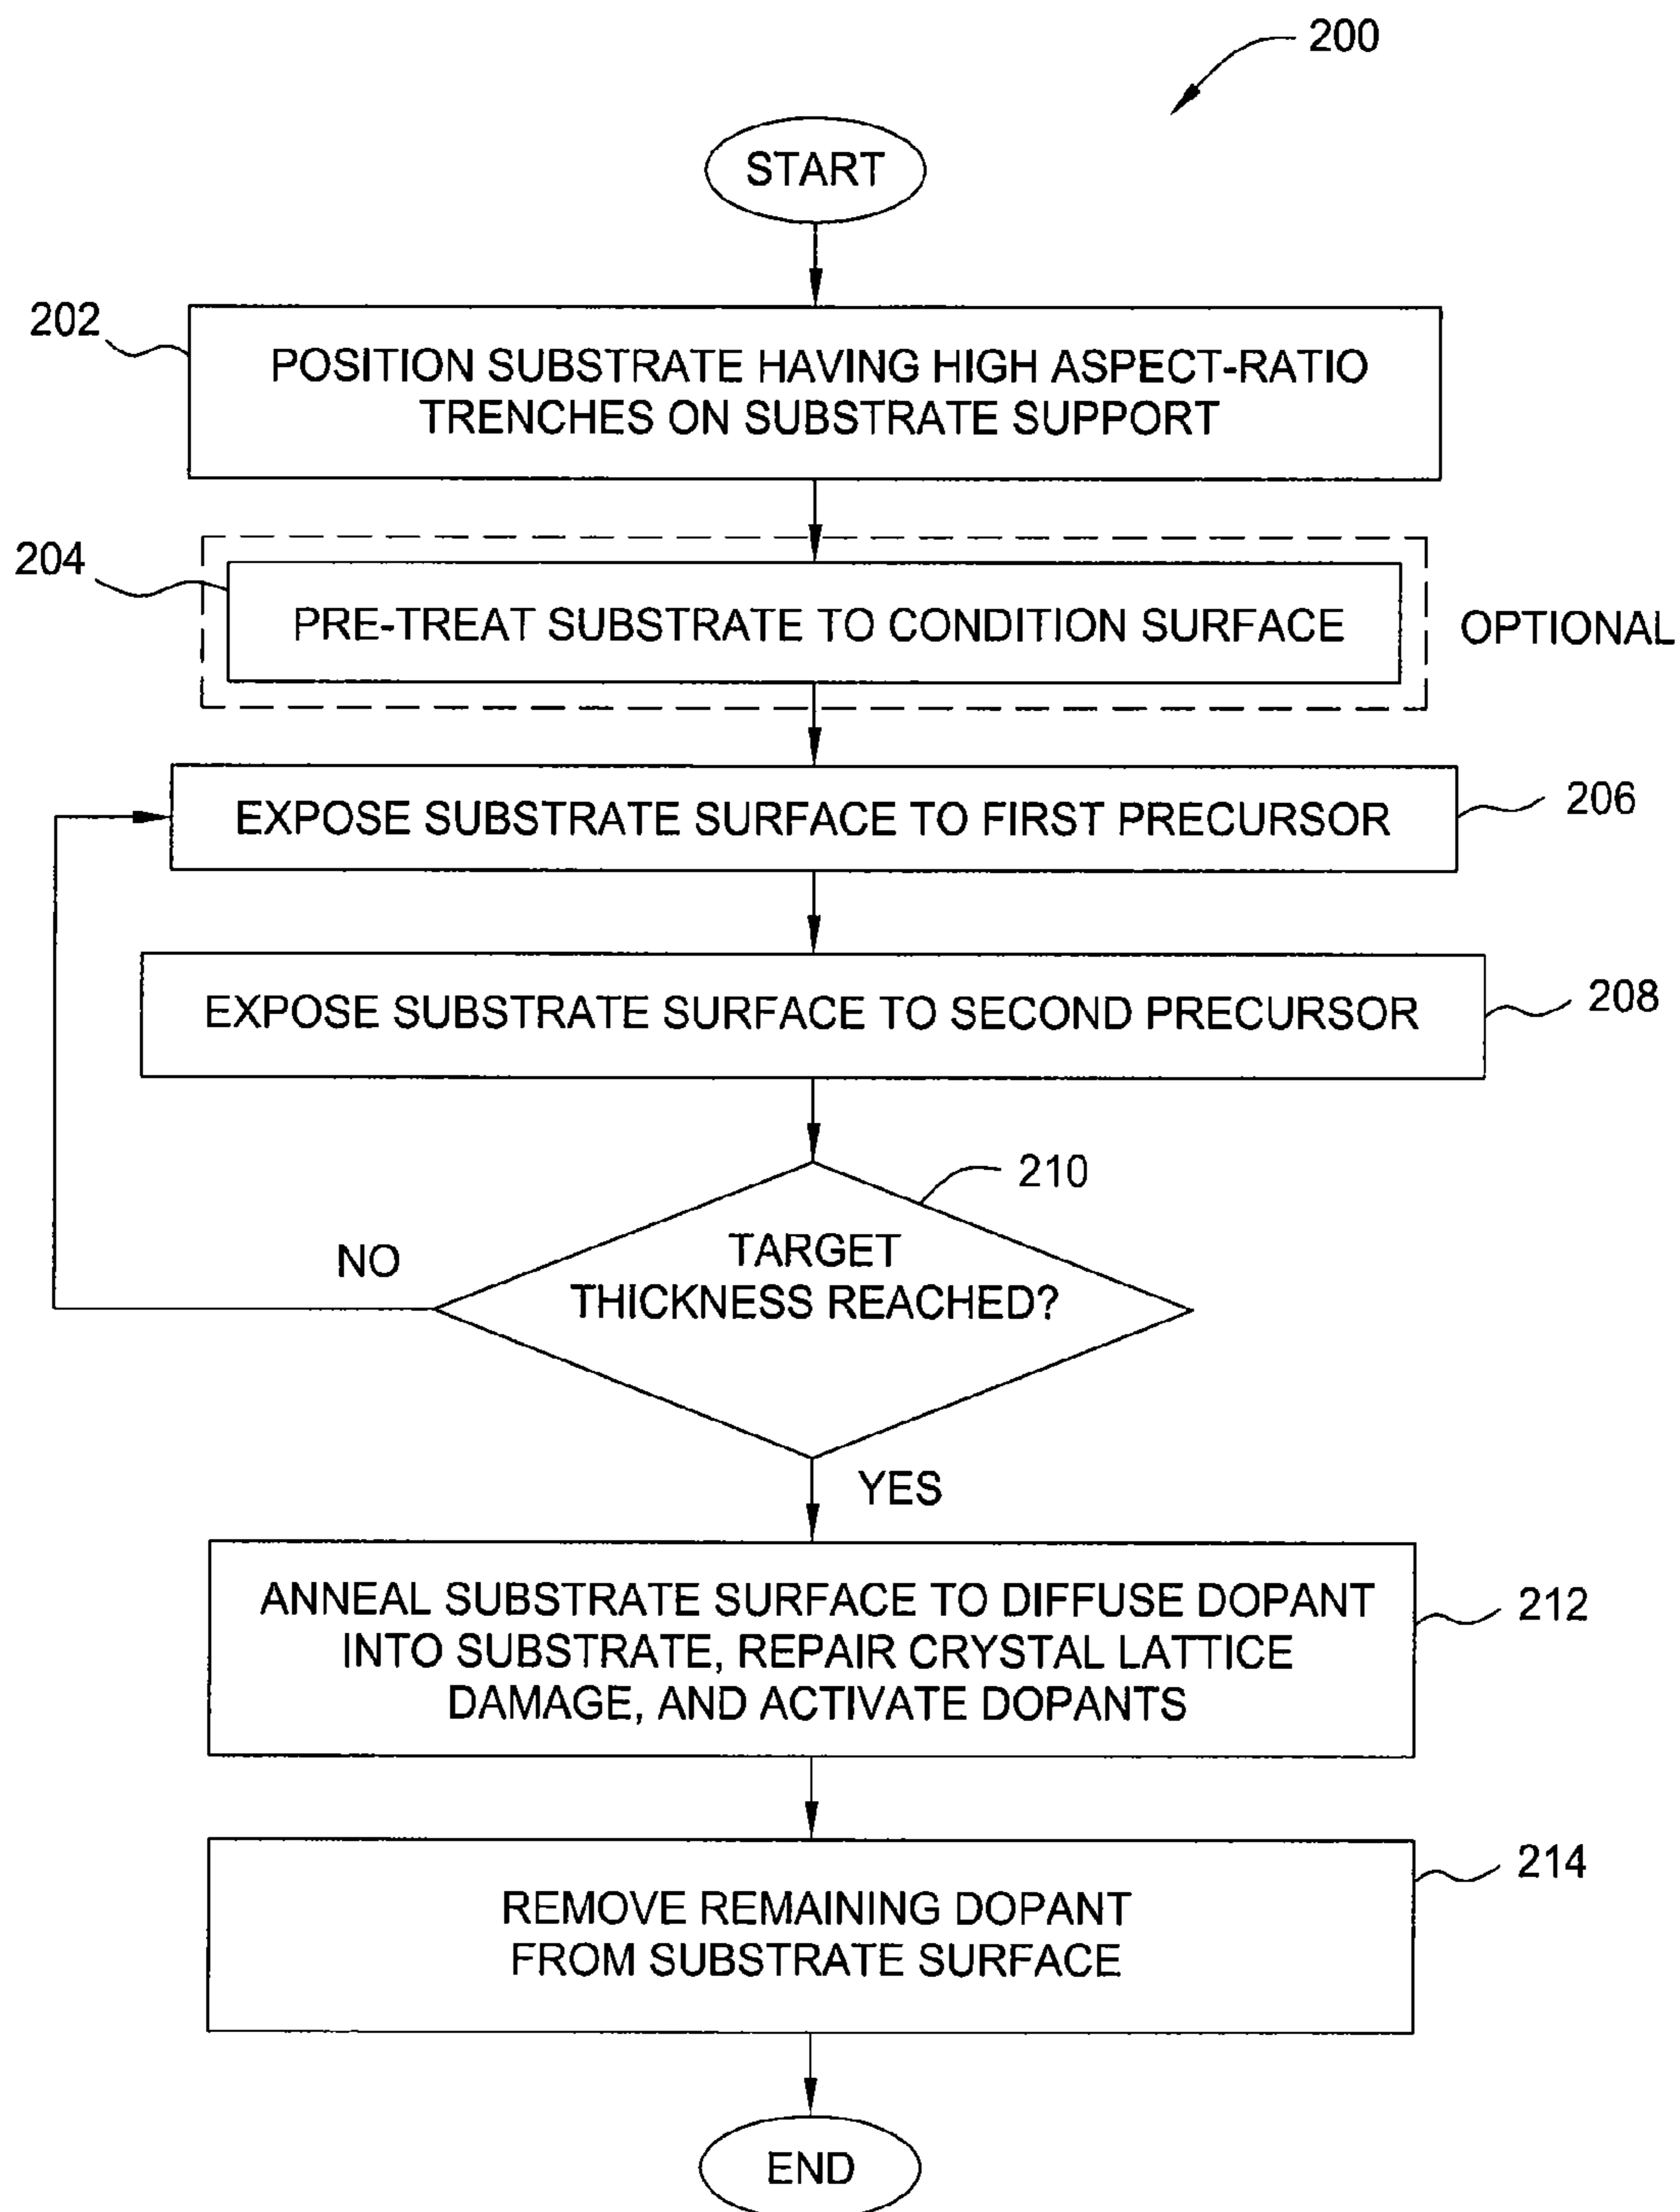 200
START
202
POSITION SUBSTRATE HAVING HIGH ASPECT-RATIO
TRENCHES ON SUBSTRATE SUPPORT
204
PRE-TREAT SUBSTRATE TO CONDITION SURFACE
OPTIONAL
EXPOSE SUBSTRATE SURFACE TO FIRST PRECURSOR
206
EXPOSE SUBSTRATE SURFACE TO SECOND PRECURSOR
208
210
TARGET
THICKNESS REACHED?
NO
YES
ANNEAL SUBSTRATE SURFACE TO DIFFUSE DOPANT
INTO SUBSTRATE, REPAIR CRYSTAL LATTICE
DAMAGE, AND ACTIVATE DOPANTS
212
REMOVE REMAINING DOPANT
FROM SUBSTRATE SURFACE
214
END